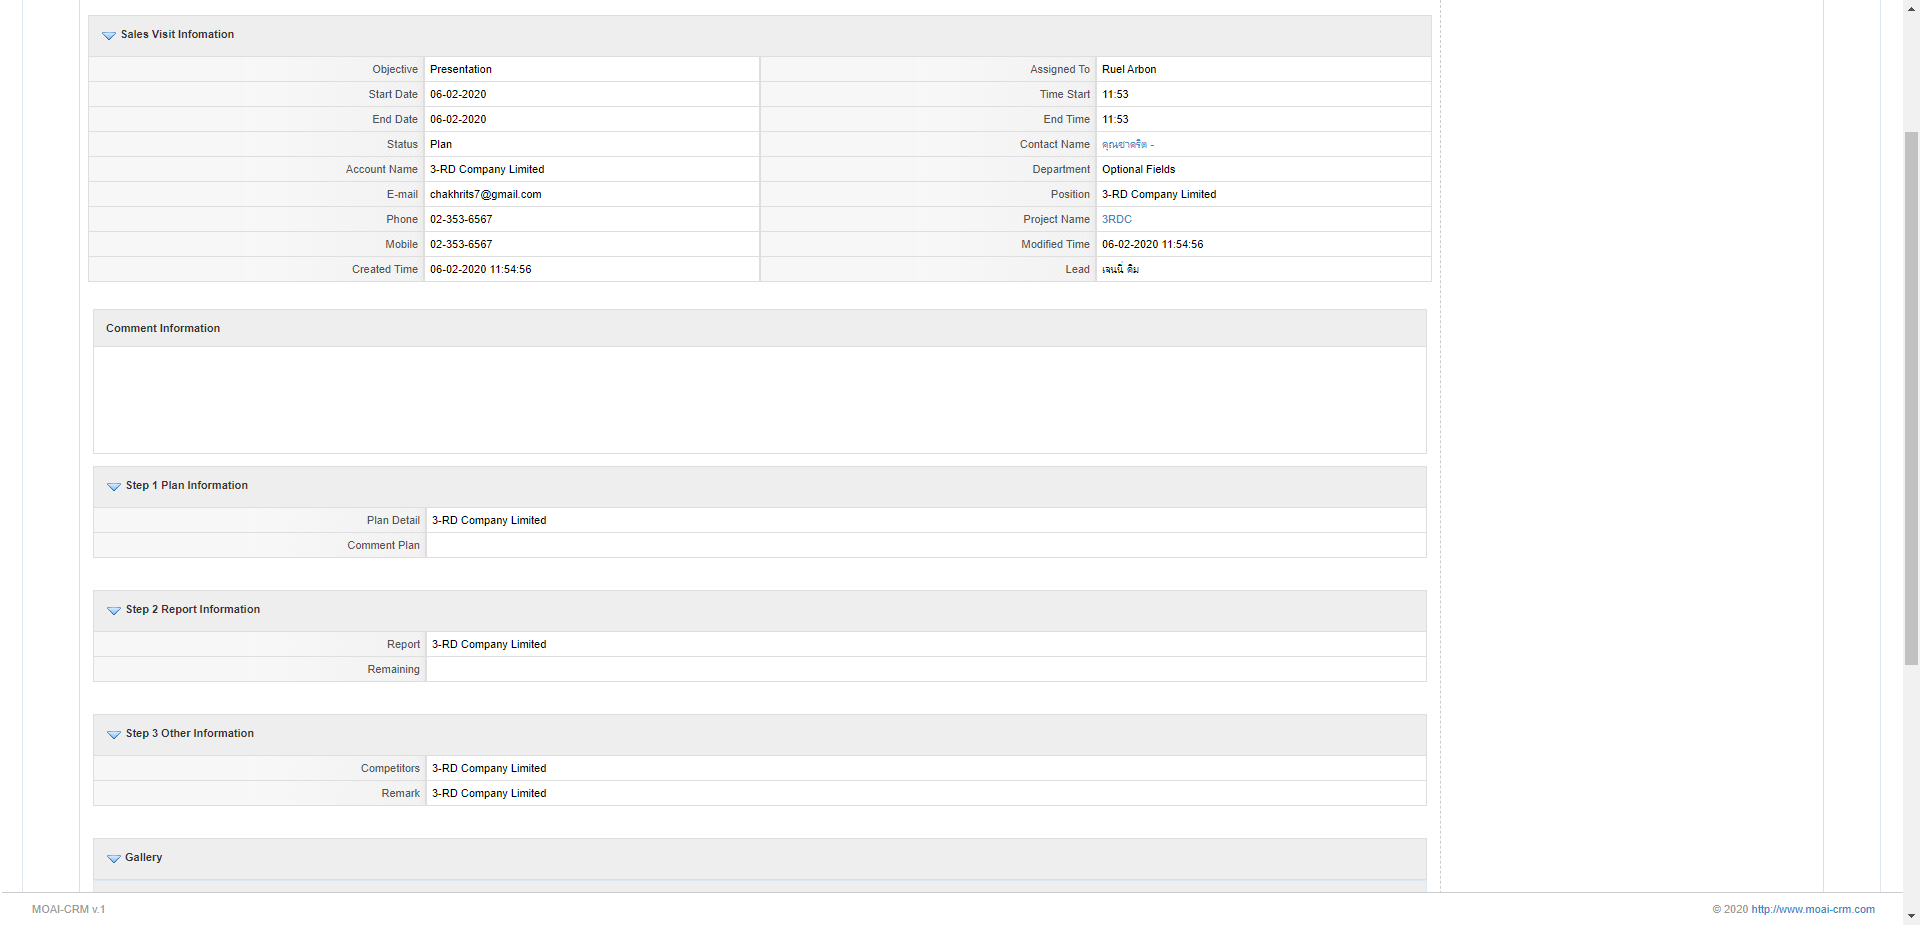 Sales Visit Infomation
Objective Presentation Assigned To Ruel Arbon
Start Date 06-02-2020 Time Start 11:53
End Date 06-02-2020 End Time 11:53
Status Plan Contact Name คุณชาคริต -
Account Name 3-RD Company Limited Department Optional Fields
E-mail chakhrits7@gmail.com Position 3-RD Company Limited
Phone 02-353-6567 Project Name 3RDC
Mobile 02-353-6567 Modified Time 06-02-2020 11:54:56
Created Time 06-02-2020 11:54:56 Lead เจนนี่ คิม
Comment Information
Step 1 Plan Information
Plan Detail 3-RD Company Limited
Comment Plan
Step 2 Report Information
Report 3-RD Company Limited
Remaining
Step 3 Other Information
Competitors 3-RD Company Limited
Remark 3-RD Company Limited
Gallery
MOAI-CRM v.1 © 2020 http://www.moai-crm.com